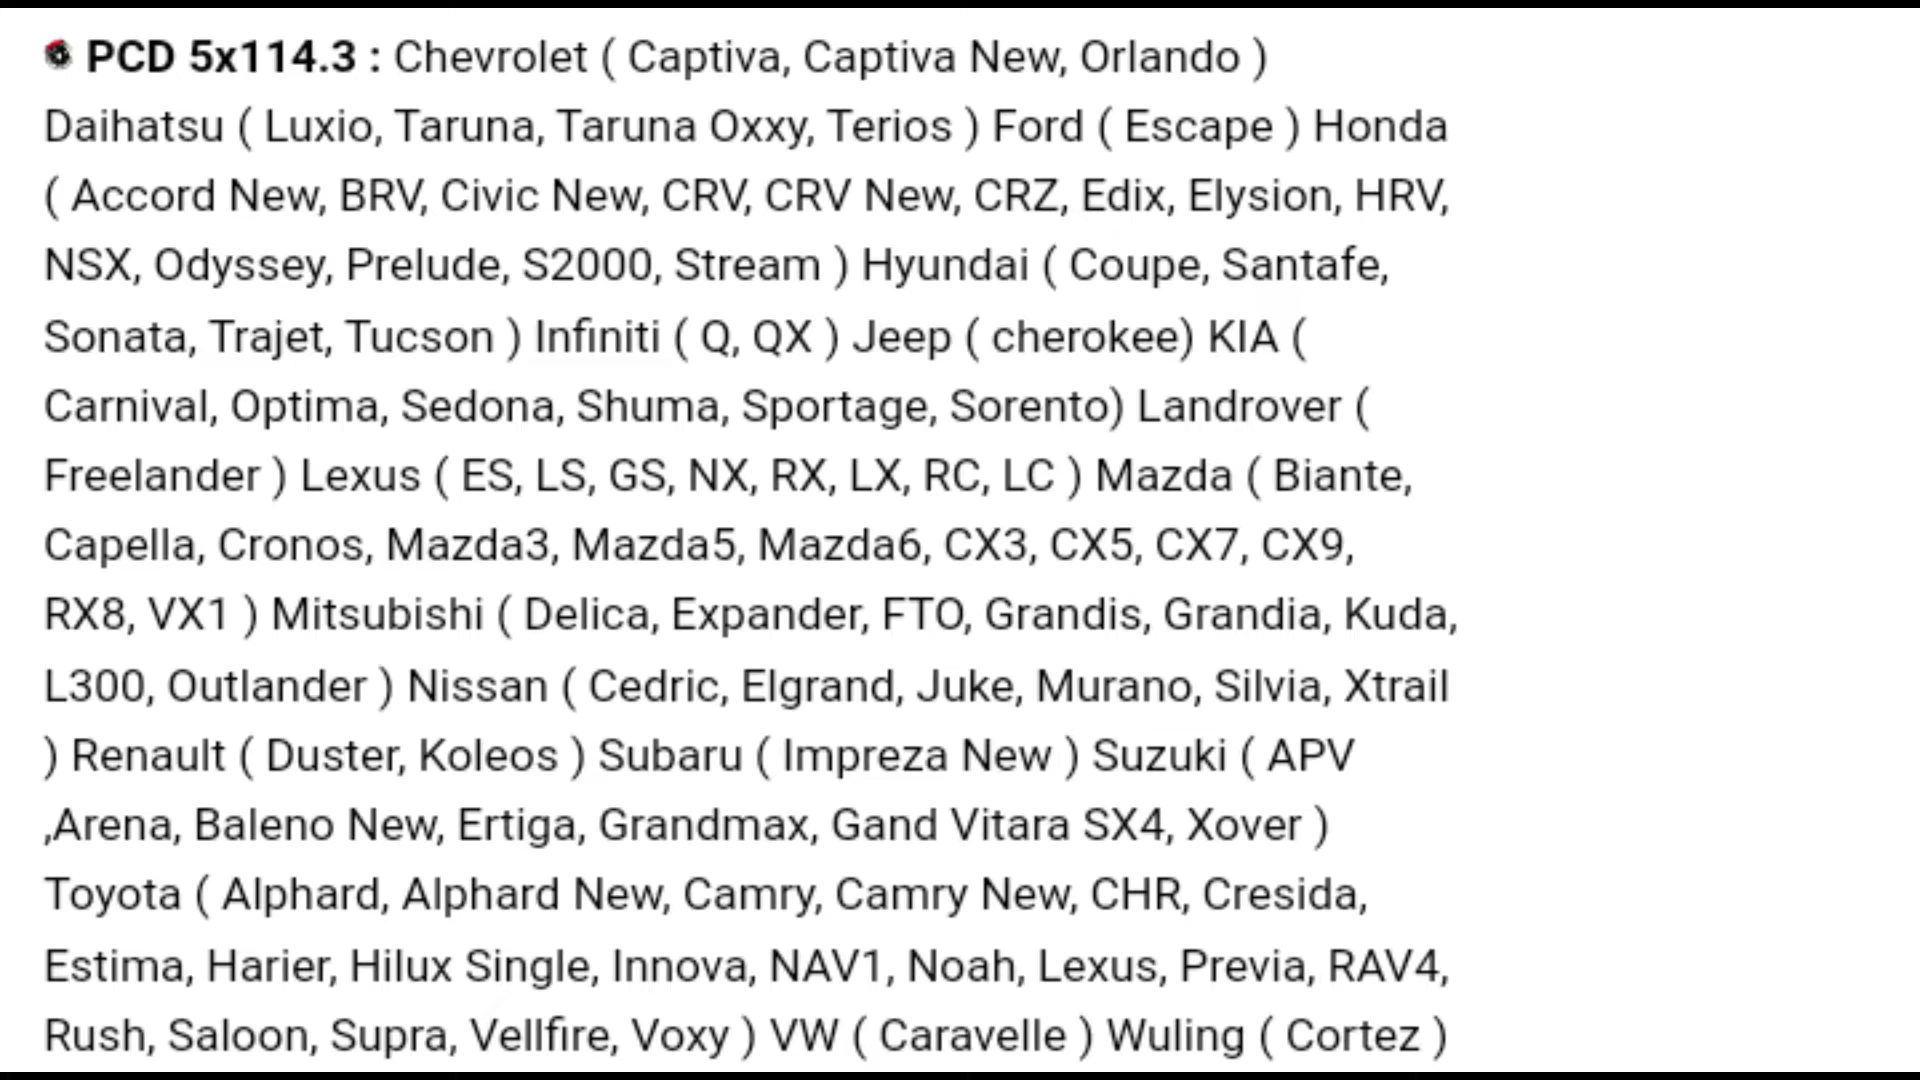 PCD 5x114.3 : Chevrolet ( Captiva, Captiva New, Orlando )
Daihatsu ( Luxio, Taruna, Taruna Oxxy, Terios ) Ford ( Escape ) Honda
( Accord New, BRV, Civic New, CRV, CRV New, CRZ, Edix, Elysion, HRV,
NSX, Odyssey, Prelude, S2000, Stream ) Hyundai ( Coupe, Santafe,
Sonata, Trajet, Tucson ) Infiniti ( Q, QX ) Jeep ( cherokee) KIA (
Carnival, Optima, Sedona, Shuma, Sportage, Sorento) Landrover (
Freelander ) Lexus ( ES, LS, GS, NX, RX, LX, RC, LC ) Mazda ( Biante,
Capella, Cronos, Mazda3, Mazda5, Mazda6, CX3, CX5, CX7, CX9,
RX8, VX1 ) Mitsubishi ( Delica, Expander, FTO, Grandis, Grandia, Kuda,
L300, Outlander ) Nissan ( Cedric, Elgrand, Juke, Murano, Silvia, Xtrail
) Renault ( Duster, Koleos ) Subaru ( Impreza New ) Suzuki ( APV
,Arena, Baleno New, Ertiga, Grandmax, Gand Vitara SX4, Xover )
Toyota ( Alphard, Alphard New, Camry, Camry New, CHR, Cresida,
Estima, Harier, Hilux Single, Innova, NAV1, Noah, Lexus, Previa, RAV4,
Rush, Saloon, Supra, Vellfire, Voxy ) VW ( Caravelle ) Wuling ( Cortez )